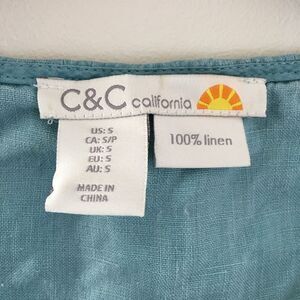 C&C california
US: S
CA: S/P
UK: S
EU: S
AU: S
MADE IN
CHINA
100% linen